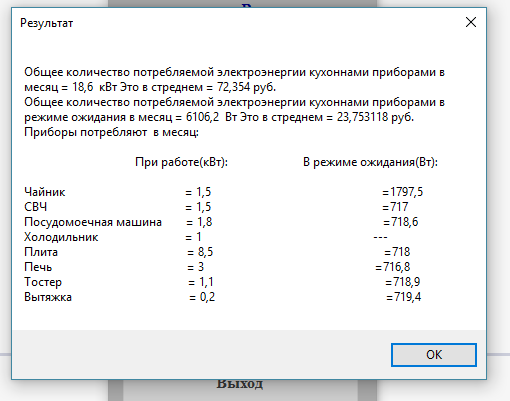 Результат
Общее количество потребляемой электроэнергии кухоннами приборами в
месяц = 18,6 кВт Это в стреднем = 72,354 руб.
Общее количество потребляемой электроэнергии кухоннами приборами в
режиме ожидания в месяц = 6106,2 Вт Это в стреднем = 23,753118 руб.
Приборы потребляют в месяц:
При работе(кВт): В режиме ожидания(Вт):
Чайник = 1,5 =1797,5
СВЧ = 1,5 =717
Посудомоечная машина = 1,8 =718,6
Холодильник = 1 ---
Плита = 8,5 =718
Печь = 3 =716,8
Тостер = 1,1 =718,9
Вытяжка = 0,2 =719,4
OK
Выход